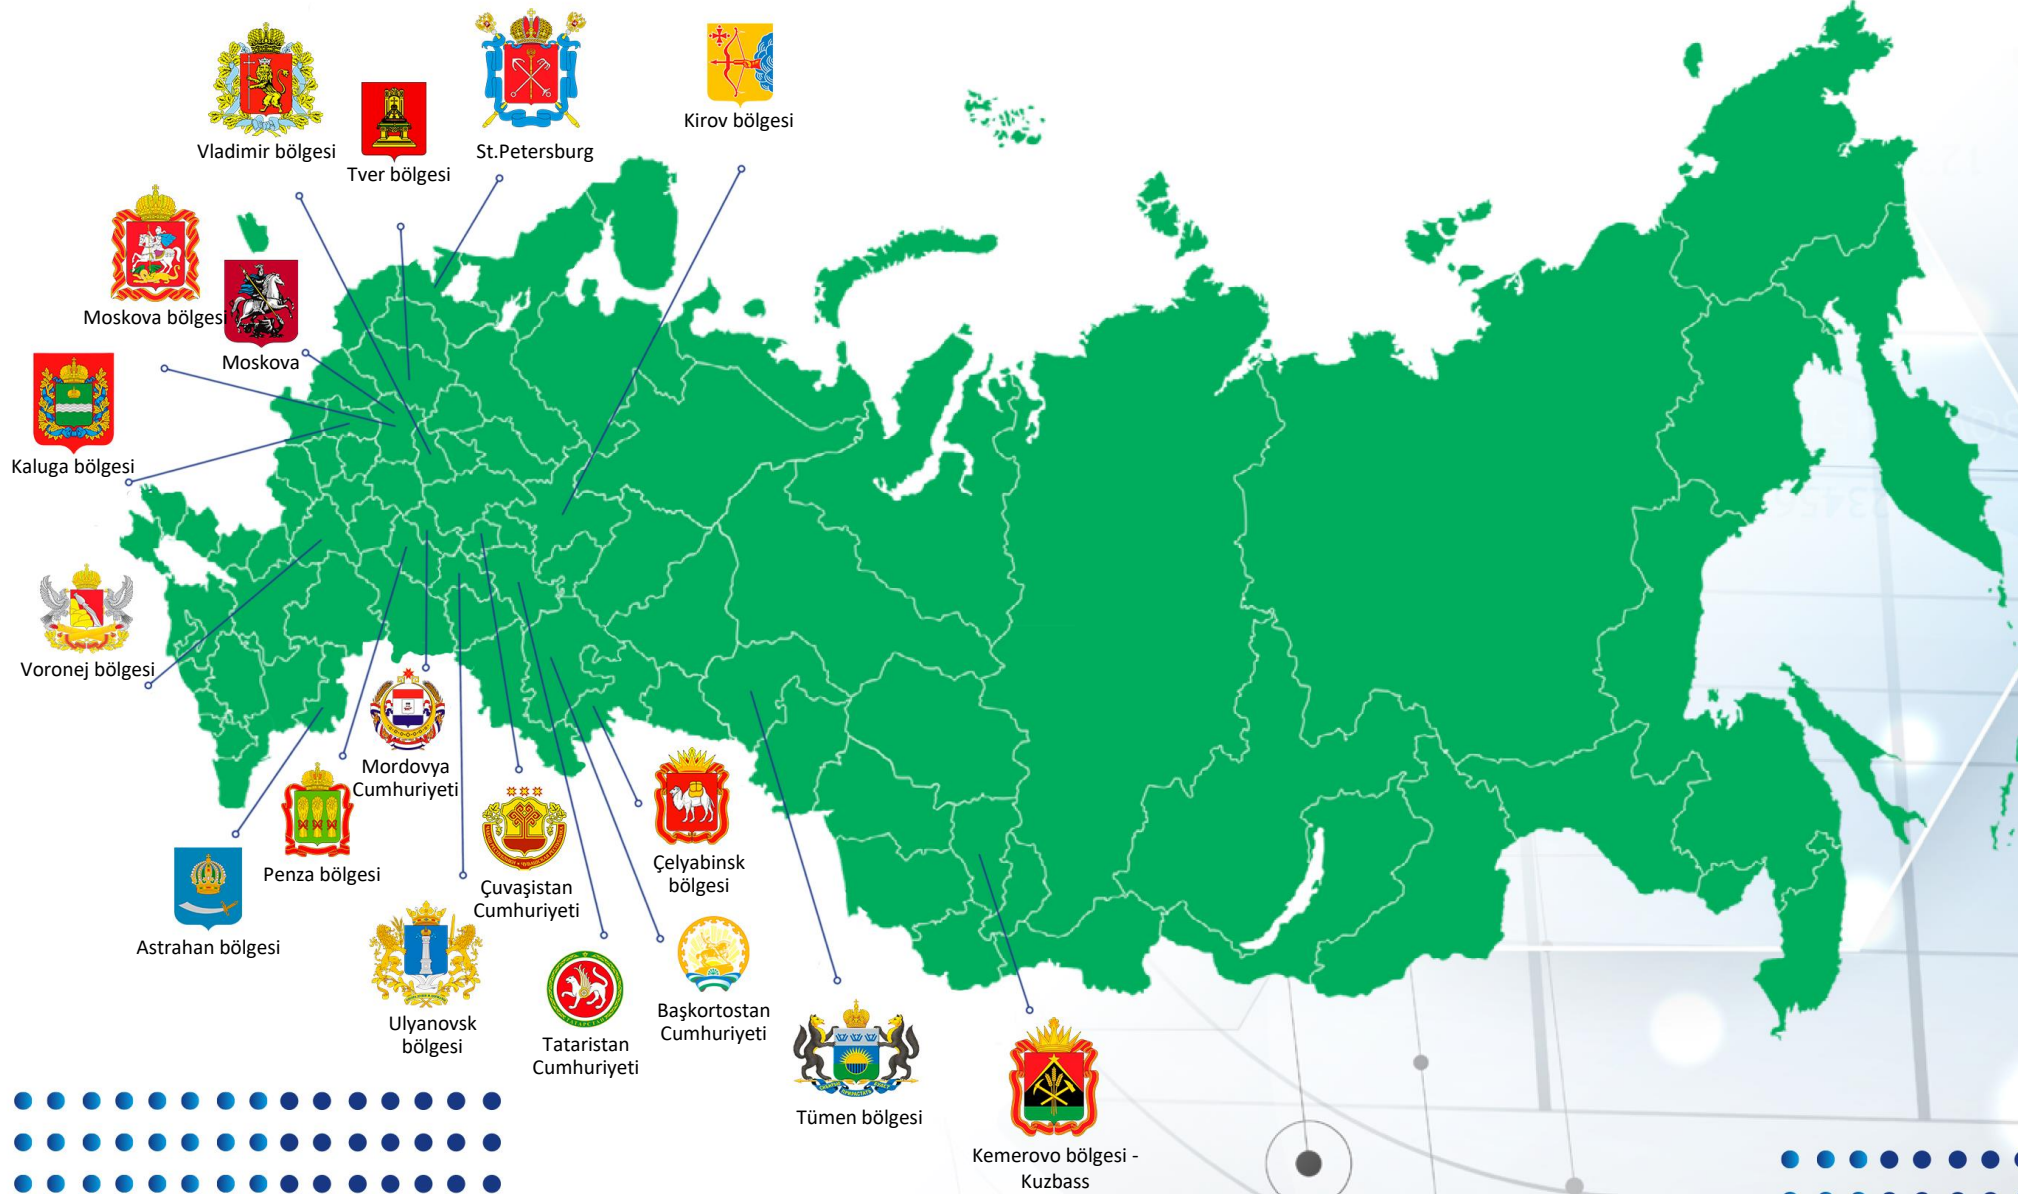 Vladimir bölgesi
Tver bölgesi
St.Petersburg
Kirov bölgesi
Moskova bölgesi
Moskova
Kaluga bölgesi
Voronej bölgesi
Mordovya
Cumhuriyeti
Penza bölgesi
Astrahan bölgesi
Çuvaşistan
Cumhuriyeti
Çelyabinsk
bölgesi
Ulyanovsk
bölgesi
Tataristan
Cumhuriyeti
Başkortostan
Cumhuriyeti
Tümen bölgesi
Kemerovo bölgesi -
Kuzbass